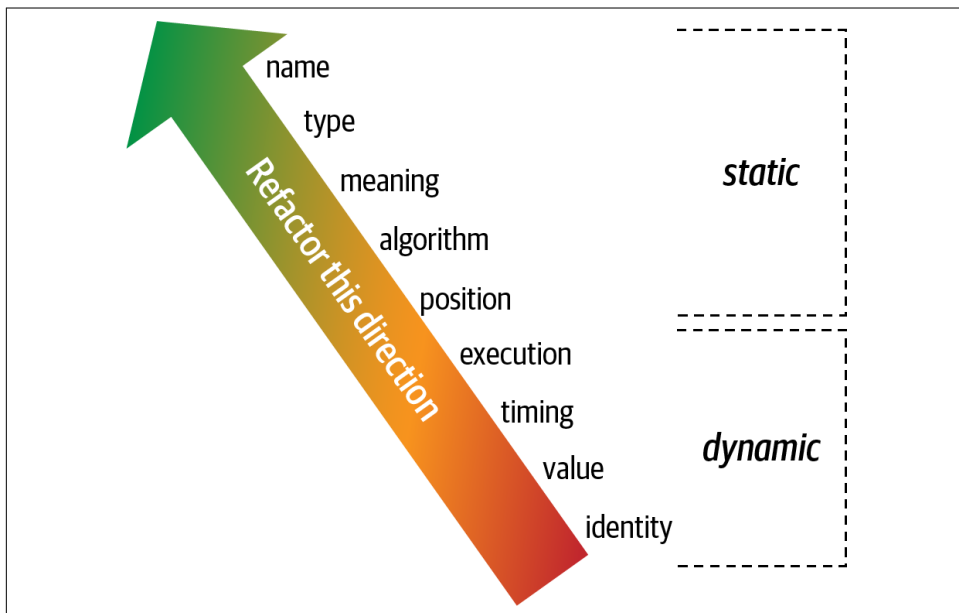 name
type
static
meaning
Refactor this direction
algorithm
position
execution
timing
dynamic
value
identity